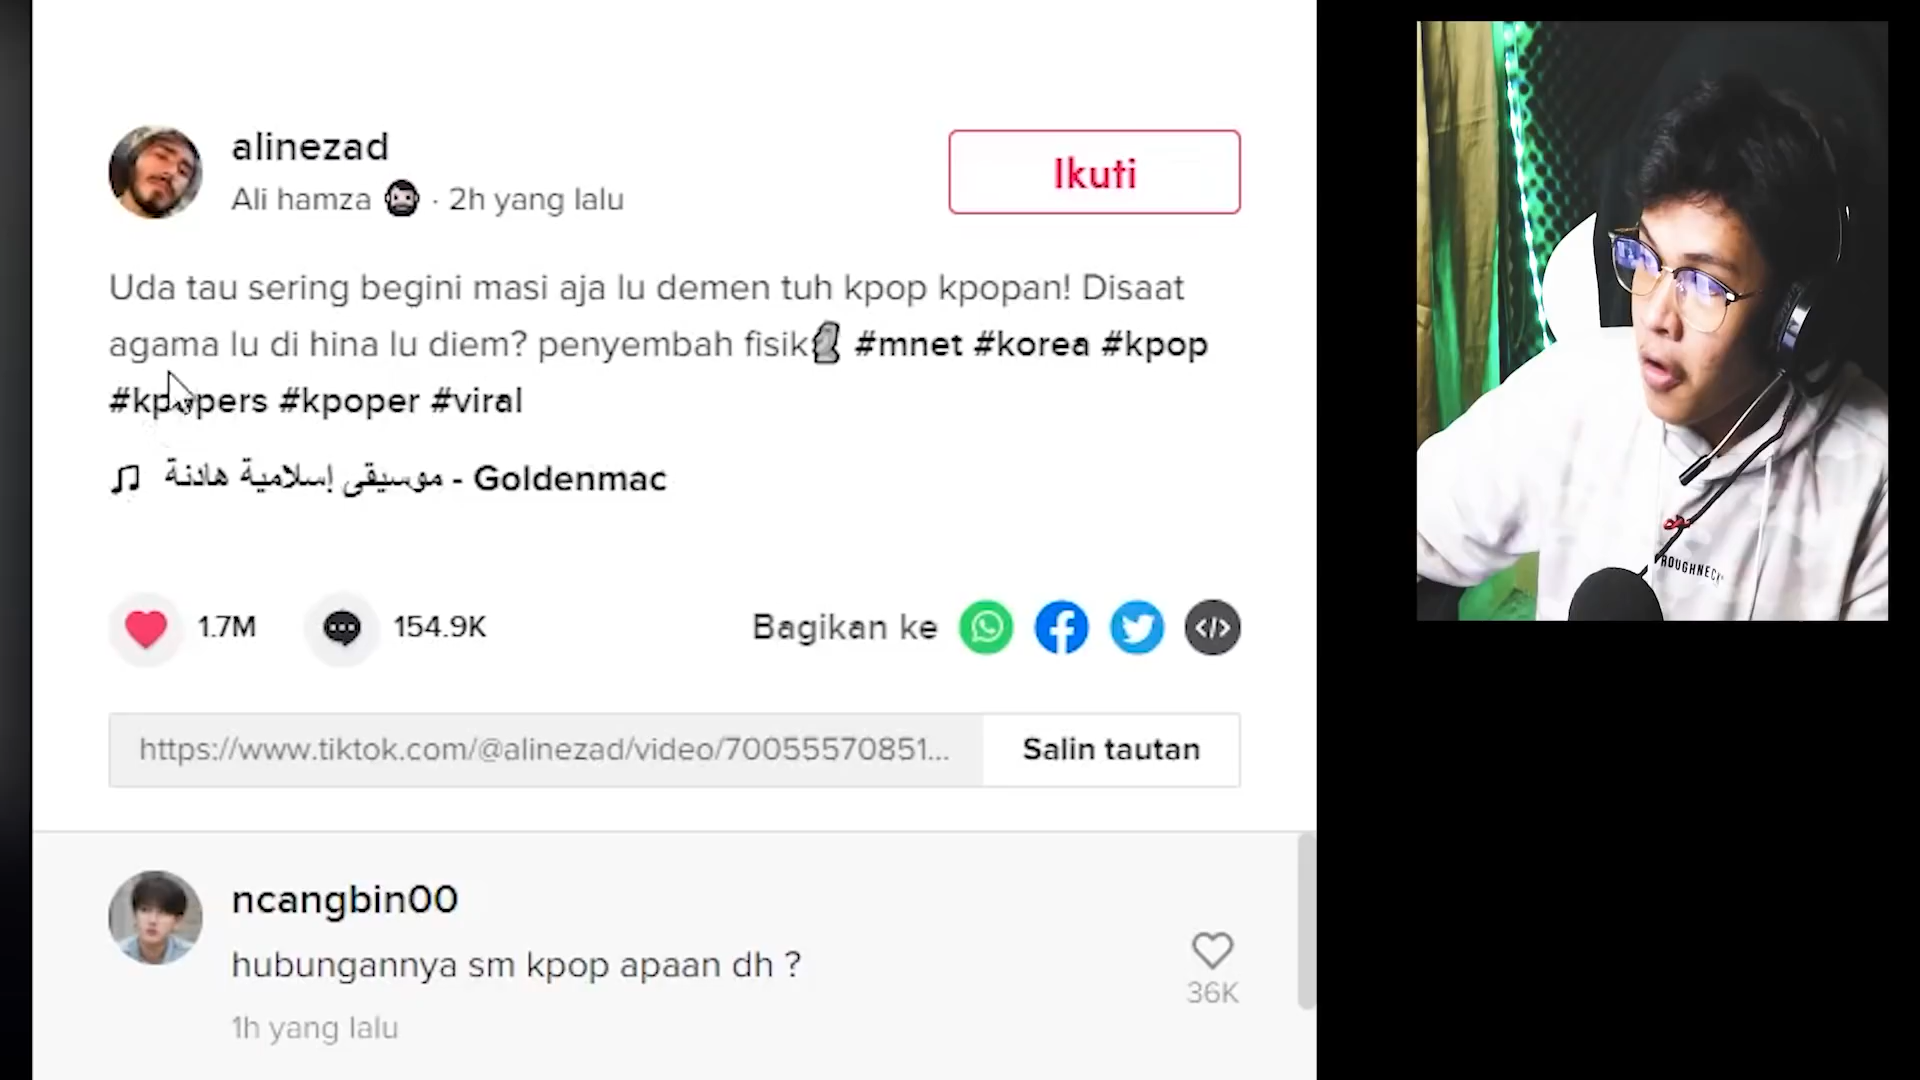 alinezad
Ali hamza · 2h yang lalu
Ikuti
Uda tau sering begini masi aja lu demen tuh kpop kpopan! Disaat
agama lu di hina lu diem? penyembah fisik #mnet #korea #kpop
#kpopers #kpoper #viral
موسيقى إسلامية هادئة - Goldenmac
1.7M
154.9K
Bagikan ke
https://www.tiktok.com/@alinezad/video/70055570851...
Salin tautan
ncangbin00
hubungannya sm kpop apaan dh ?
36K
1h yang lalu